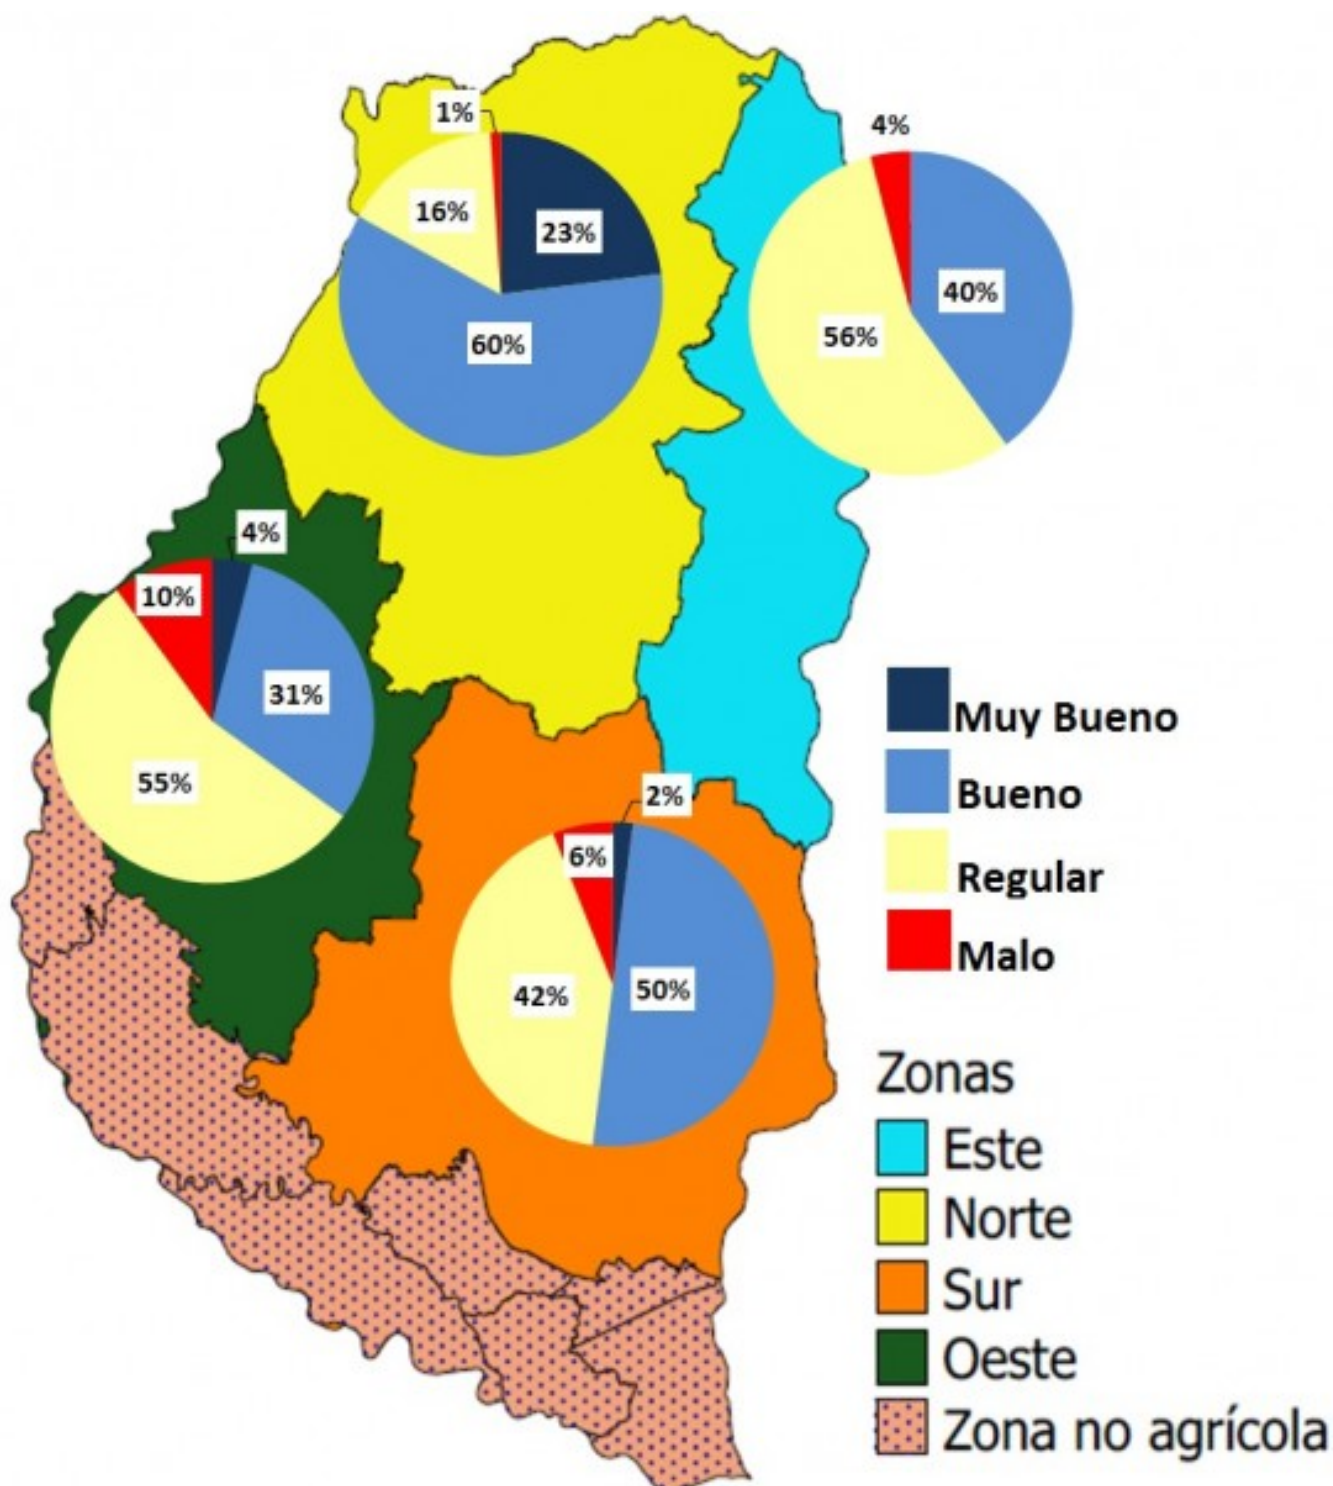 1%
4%
16%
23%
40%
60%
56%
4%
10%
31%
55%
2%
6%
42%
50%
Muy Bueno
Bueno
Regular
Malo
Zonas
Este
Norte
Sur
Oeste
Zona no agrícola